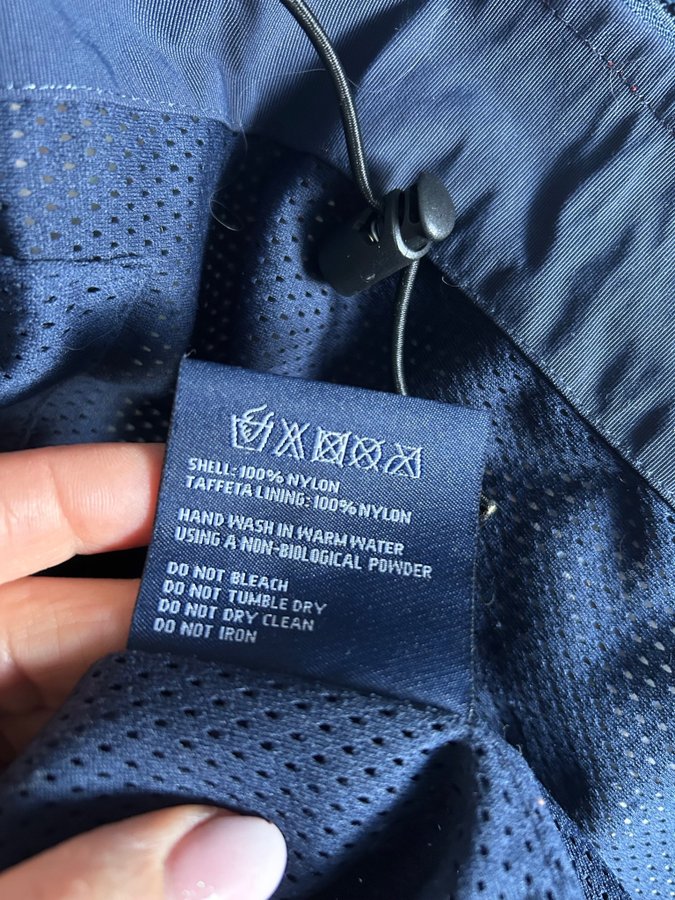 SHELL: 100% NYLON
TAFFETA LINING: 100% NYLON
HAND WASH IN WARM WATER
USING A NON-BIOLOGICAL POWDER
DO NOT BLEACH
DO NOT TUMBLE DRY
DO NOT DRY CLEAN
DO NOT IRON